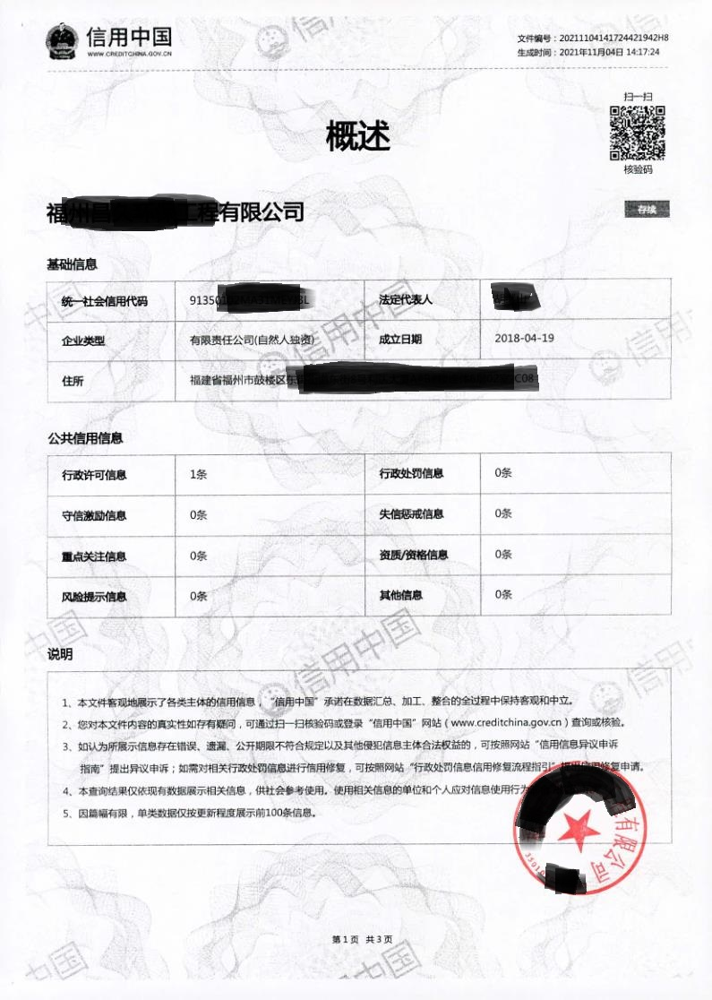 信用中国
WWW.CREDITCHINA.GOV.CN
文件编号：2021110414172442194​2H8
生成时间：2021年11月04日 14:17:24
扫一扫
核验码
概述
福州昌 工程有限公司
存续
基础信息
统一社会信用代码 91350 法定代表人
企业类型 有限责任公司(自然人独资) 成立日期 2018-04-19
住所 福建省福州市鼓楼区东 C08
公共信用信息
行政许可信息 1条 行政处罚信息 0条
守信激励信息 0条 失信惩戒信息 0条
重点关注信息 0条 资质/资格信息 0条
风险提示信息 0条 其他信息 0条
说明
1、本文件客观地展示了各类主体的信用信息，“信用中国”承诺在数据汇总、加工、整合的全过程中保持客观和中立。
2、您对本文件内容的真实性如存有疑问，可通过扫一扫核验码或登录“信用中国”网站（www.creditchina.gov.cn）查询或核验。
3、如认为所展示信息存在错误、遗漏、公开期限不符合规定以及其他侵犯信息主体合法权益的，可按照网站“信用信息异议申诉
指南”提出异议申诉；如需对相关行政处罚信息进行信用修复，可按照网站“行政处罚信息信用修复流程指引”提出信用修复申请。
4、本查询结果仅依现有数据展示相关信息，供社会参考使用。使用相关信息的单位和个人应对信息使用行为
5、因篇幅有限，单类数据仅按更新程度展示前100条信息。
有限公司
35010
第 1 页 共 3 页